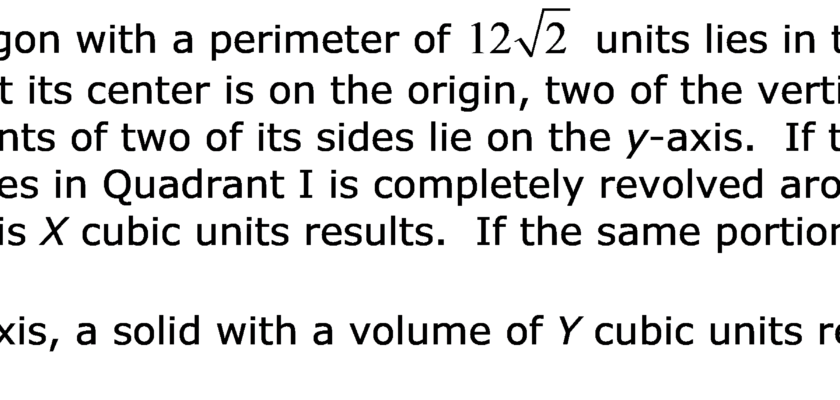 gon with a perimeter of 12√2 units lies in t
t its center is on the origin, two of the verti
nts of two of its sides lie on the y-axis. If t
es in Quadrant I is completely revolved aro
is X cubic units results. If the same portion
xis, a solid with a volume of Y cubic units re